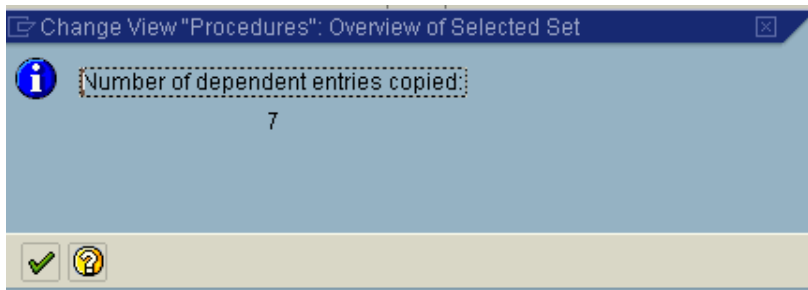 Change View "Procedures": Overview of Selected Set
Number of dependent entries copied:
7